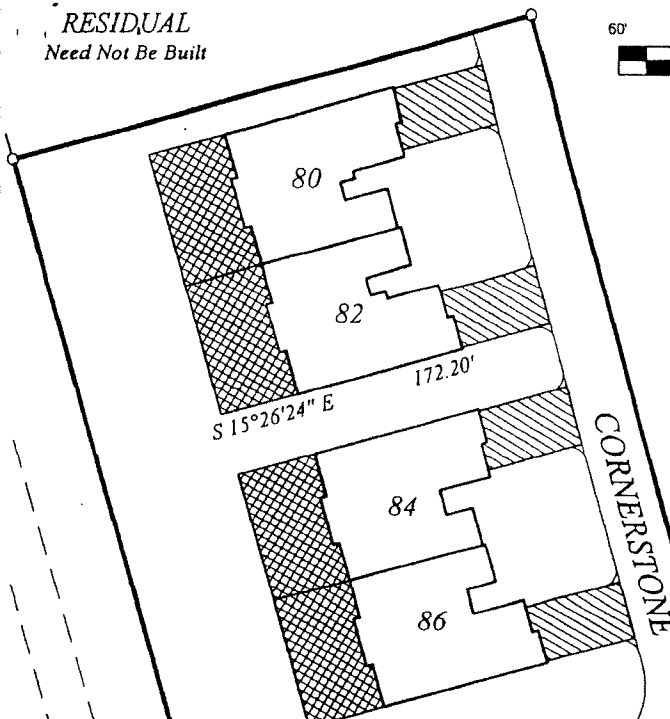 RESIDUAL
Need Not Be Built
60'
80
82
172.20'
S 15°26'24" E
84
CORNERSTONE
86